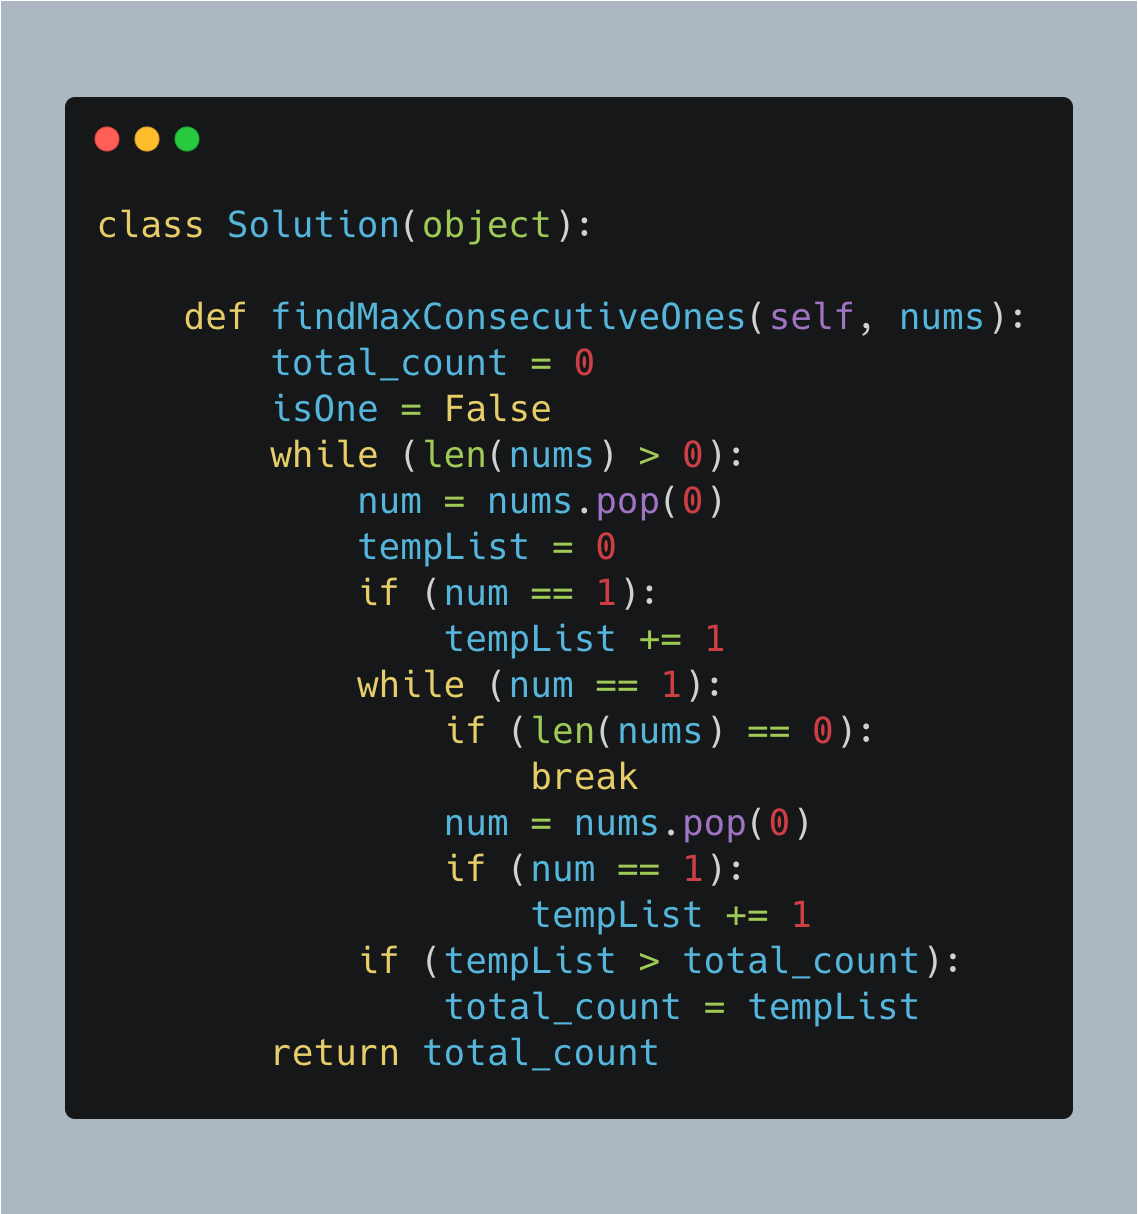 class Solution(object):
    def findMaxConsecutiveOnes(self, nums):
        total_count = 0
        isOne = False
        while (len(nums) > 0):
            num = nums.pop(0)
            tempList = 0
            if (num == 1):
                tempList += 1
            while (num == 1):
                if (len(nums) == 0):
                    break
                num = nums.pop(0)
                if (num == 1):
                    tempList += 1
            if (tempList > total_count):
                total_count = tempList
        return total_count